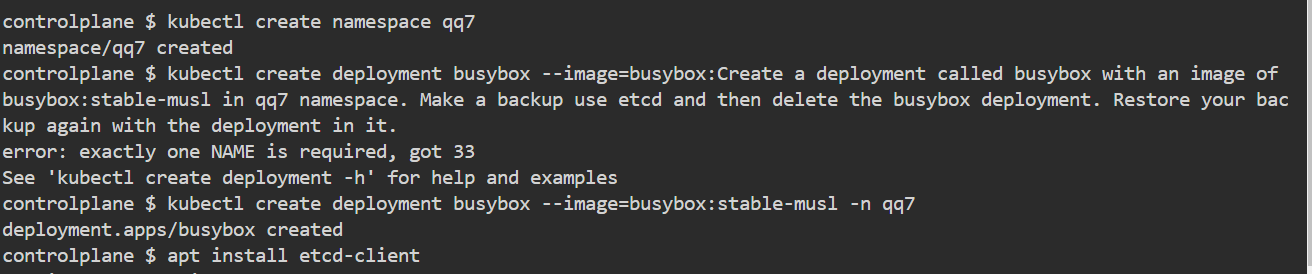 controlplane $ kubectl create namespace qq7
namespace/qq7 created
controlplane $ kubectl create deployment busybox --image=busybox:Create a deployment called busybox with an image of
busybox:stable-musl in qq7 namespace. Make a backup use etcd and then delete the busybox deployment. Restore your bac
kup again with the deployment in it.
error: exactly one NAME is required, got 33
See 'kubectl create deployment -h' for help and examples
controlplane $ kubectl create deployment busybox --image=busybox:stable-musl -n qq7
deployment.apps/busybox created
controlplane $ apt install etcd-client